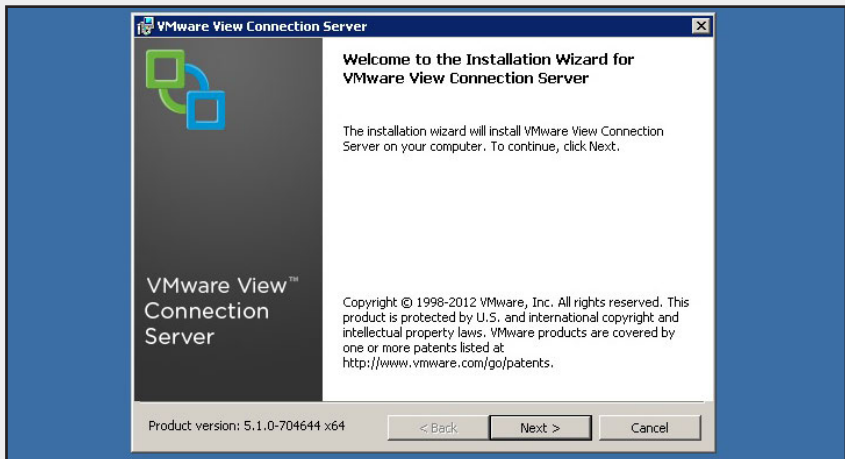 VMware View Connection Server
Welcome to the Installation Wizard for
VMware View Connection Server
The installation wizard will install VMware View Connection
Server on your computer. To continue, click Next.
VMware View™
Connection
Server
Copyright © 1998-2012 VMware, Inc. All rights reserved. This
product is protected by U.S. and international copyright and
intellectual property laws. VMware products are covered by
one or more patents listed at
http://www.vmware.com/go/patents.
Product version: 5.1.0-704644 x64
< Back
Next >
Cancel